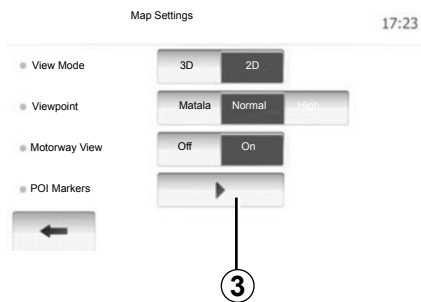 Map Settings 17:23
View Mode 3D 2D
Viewpoint Matala Normal High
Motorway View Off On
POI Markers
3